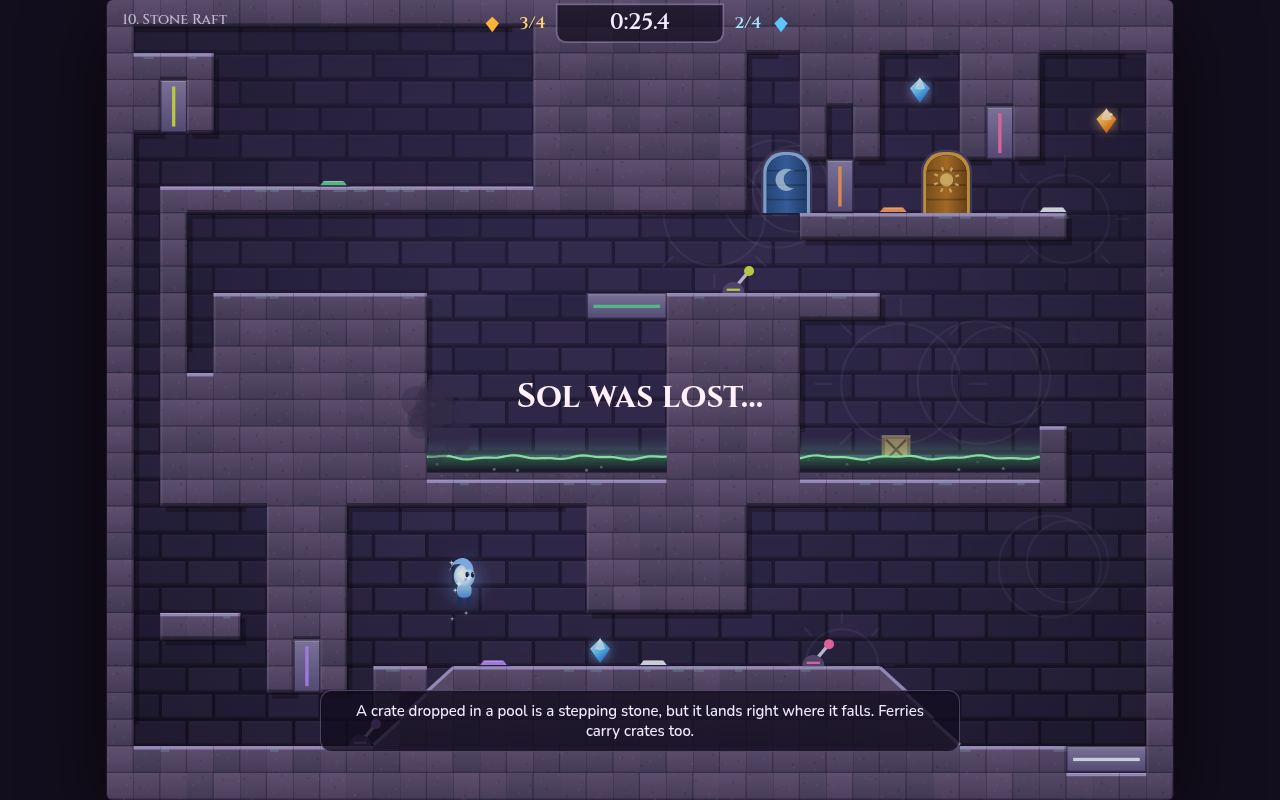 10. Stone Raft
3/4
0:25.4
2/4
Sol was lost...
A crate dropped in a pool is a stepping stone, but it lands right where it falls. Ferries
carry crates too.